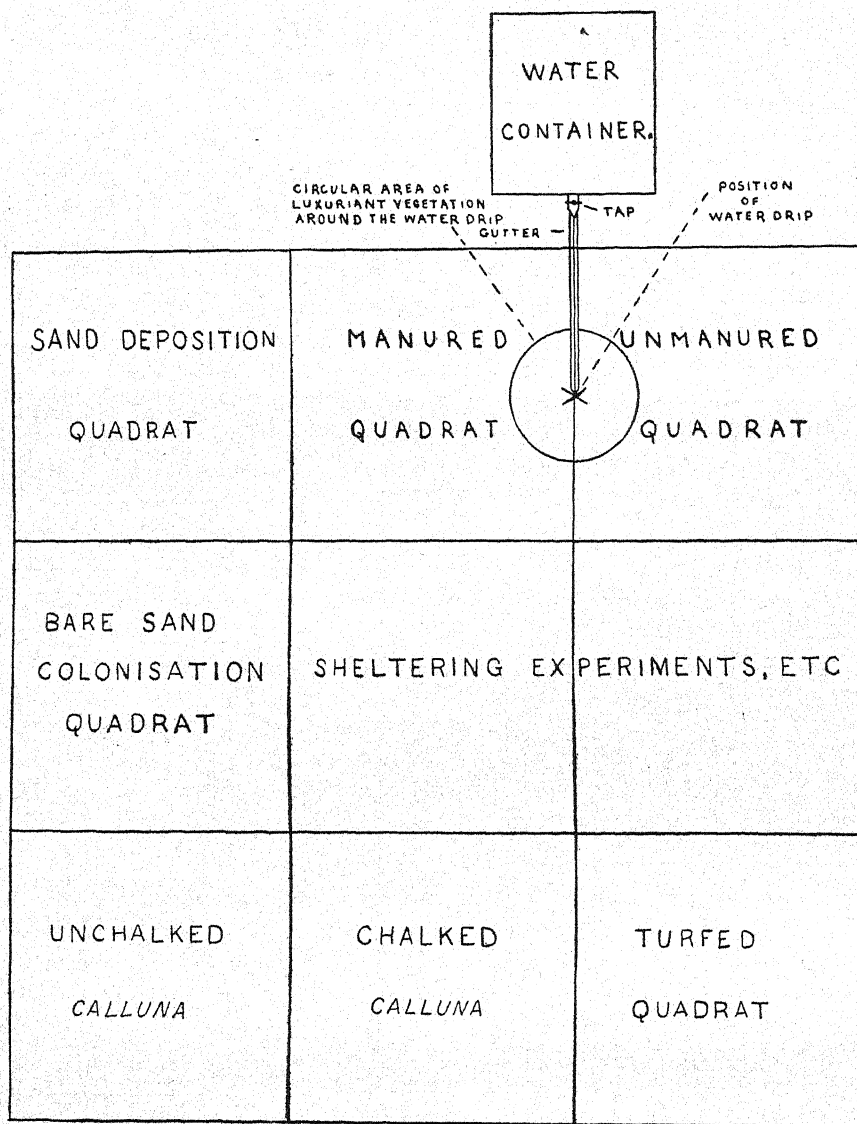 WATER
CONTAINER.
CIRCULAR AREA OF
LUXURIANT VEGETATION
AROUND THE WATER DRIP
GUTTER
TAP
POSITION
OF
WATER DRIP
SAND DEPOSITION
QUADRAT
MANURED
QUADRAT
UNMANURED
QUADRAT
BARE SAND
COLONISATION
QUADRAT
SHELTERING EXPERIMENTS, ETC
UNCHALKED
CALLUNA
CHALKED
CALLUNA
TURFED
QUADRAT